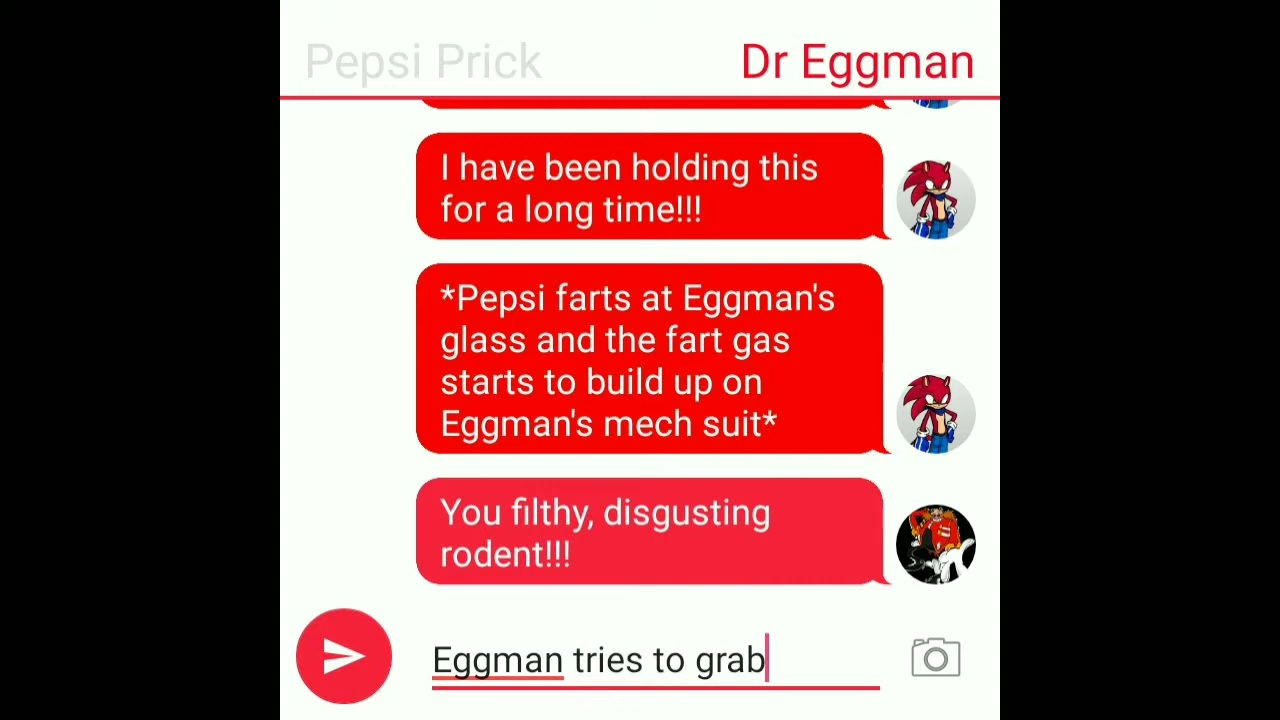 Pepsi Prick Dr Eggman
I have been holding this
for a long time!!!
*Pepsi farts at Eggman's
glass and the fart gas
starts to build up on
Eggman's mech suit*
You filthy, disgusting
rodent!!!
Eggman tries to grab